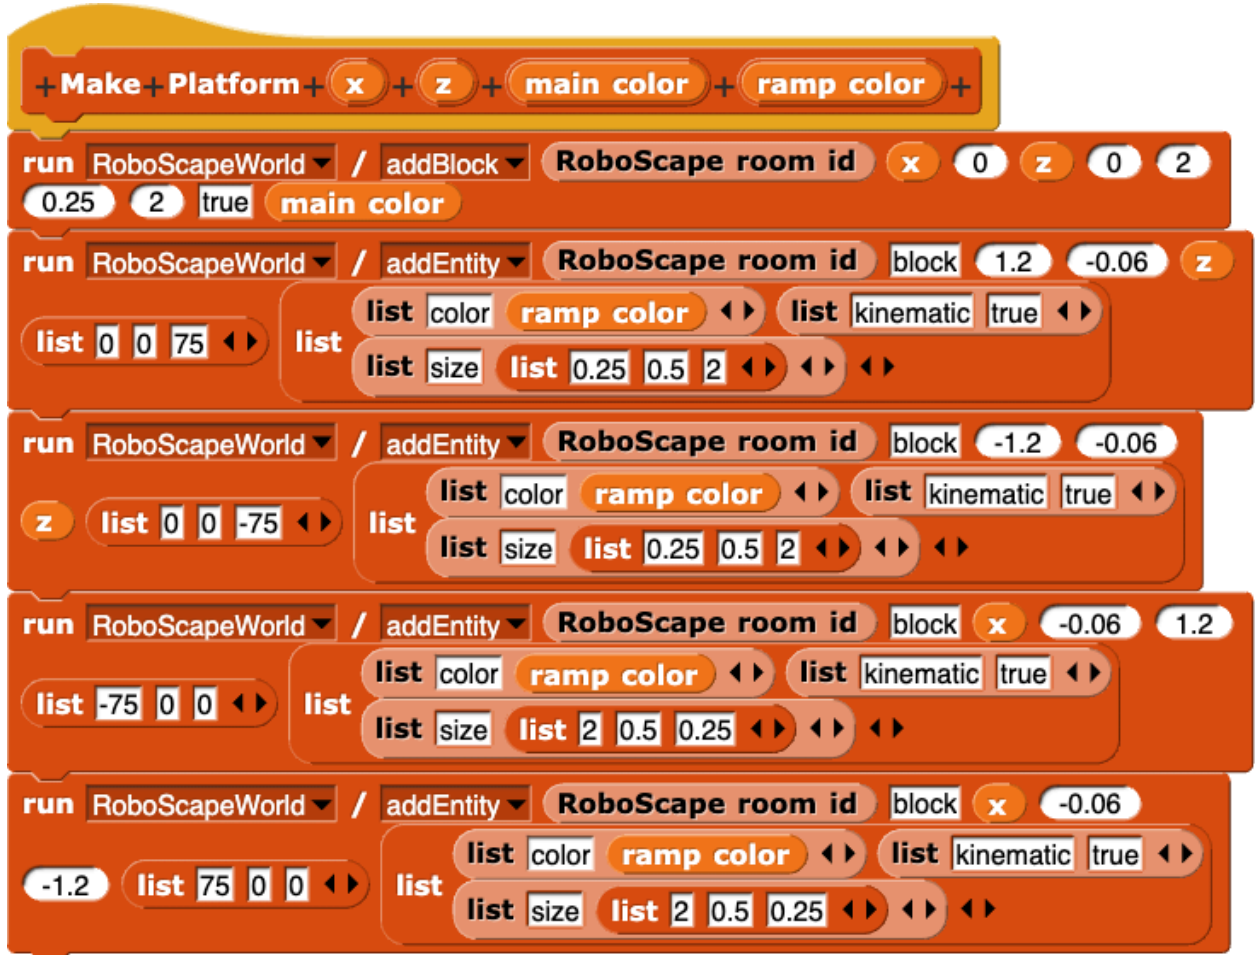 +Make+Platform+ x + z + main color + ramp color +
run RoboScapeWorld / addBlock RoboScape room id x 0 z 0 2
0.25 2 true main color
run RoboScapeWorld / addEntity RoboScape room id block 1.2 -0.06 z
list color ramp color list kinematic true
list 0 0 75 list
list size list 0.25 0.5 2
run RoboScapeWorld / addEntity RoboScape room id block -1.2 -0.06
list color ramp color list kinematic true
z list 0 0 -75 list
list size list 0.25 0.5 2
run RoboScapeWorld / addEntity RoboScape room id block x -0.06 1.2
list color ramp color list kinematic true
list -75 0 0 list
list size list 2 0.5 0.25
run RoboScapeWorld / addEntity RoboScape room id block x -0.06
list color ramp color list kinematic true
-1.2 list 75 0 0 list
list size list 2 0.5 0.25